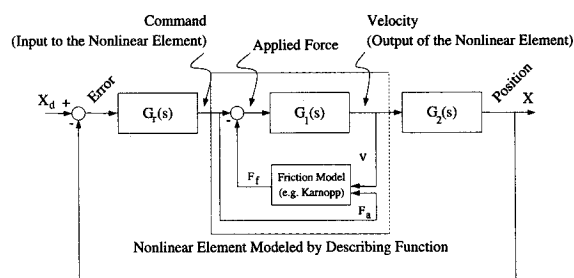 Command
(Input to the Nonlinear Element)
Applied Force
Velocity
(Output of the Nonlinear Element)
X_d
+
-
Error
G_r(s)
-
G_1(s)
G_2(s)
Position
X
V
F_f
Friction Model
(e.g. Karnopp)
F_a
Nonlinear Element Modeled by Describing Function